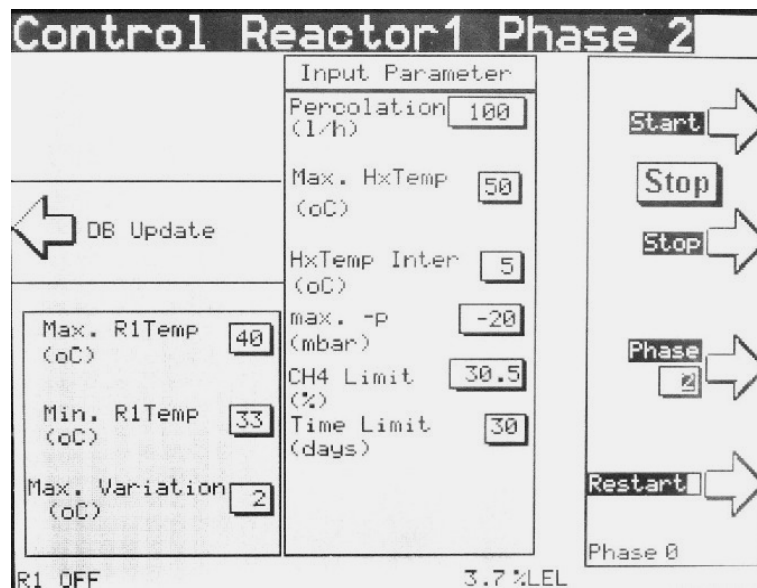 Control Reactor1 Phase 2
Input Parameter
Percolation 100
(l/h)
Max. HxTemp 50
(oC)
HxTemp Inter 5
(oC)
max. -p -20
(mbar)
CH4 Limit 30.5
(%)
Time Limit 30
(days)
DB Update
Max. R1Temp 40
(oC)
Min. R1Temp 33
(oC)
Max. Variation 2
(oC)
Start
Stop
Stop
Phase
2
Restart
Phase 0
R1 OFF
3.7 %LEL